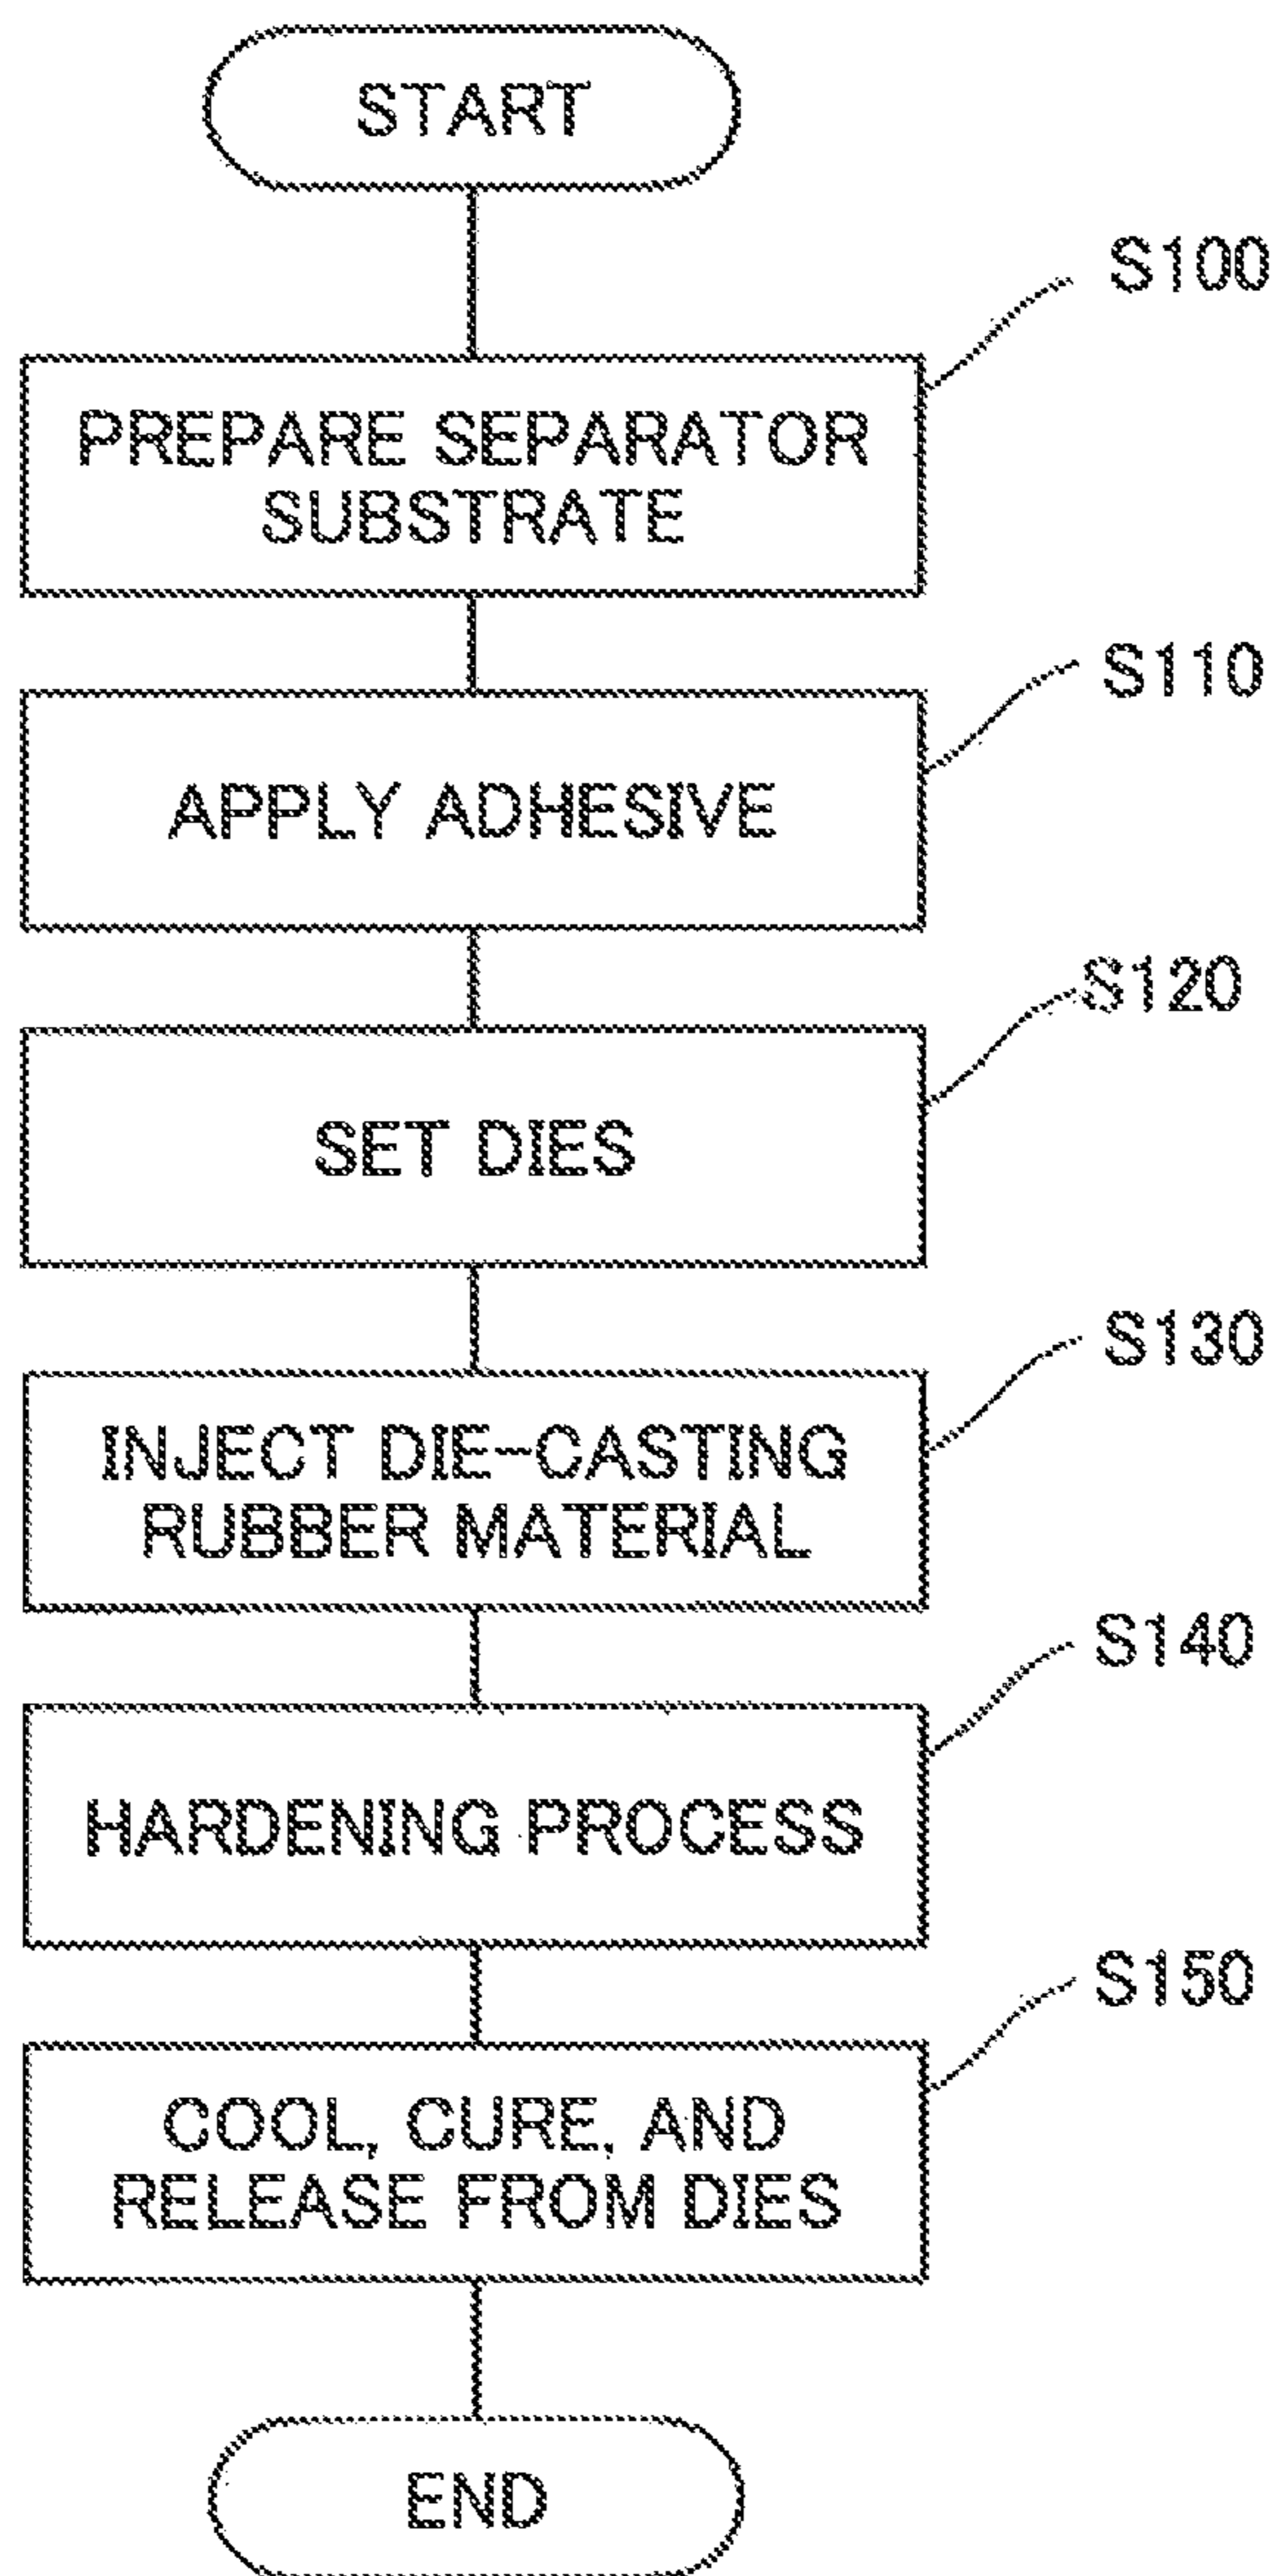 START
S100
PREPARE SEPARATOR
SUBSTRATE
S110
APPLY ADHESIVE
S120
SET DIES
S130
INJECT DIE-CASTING
RUBBER MATERIAL
S140
HARDENING PROCESS
S150
COOL, CURE, AND
RELEASE FROM DIES
END